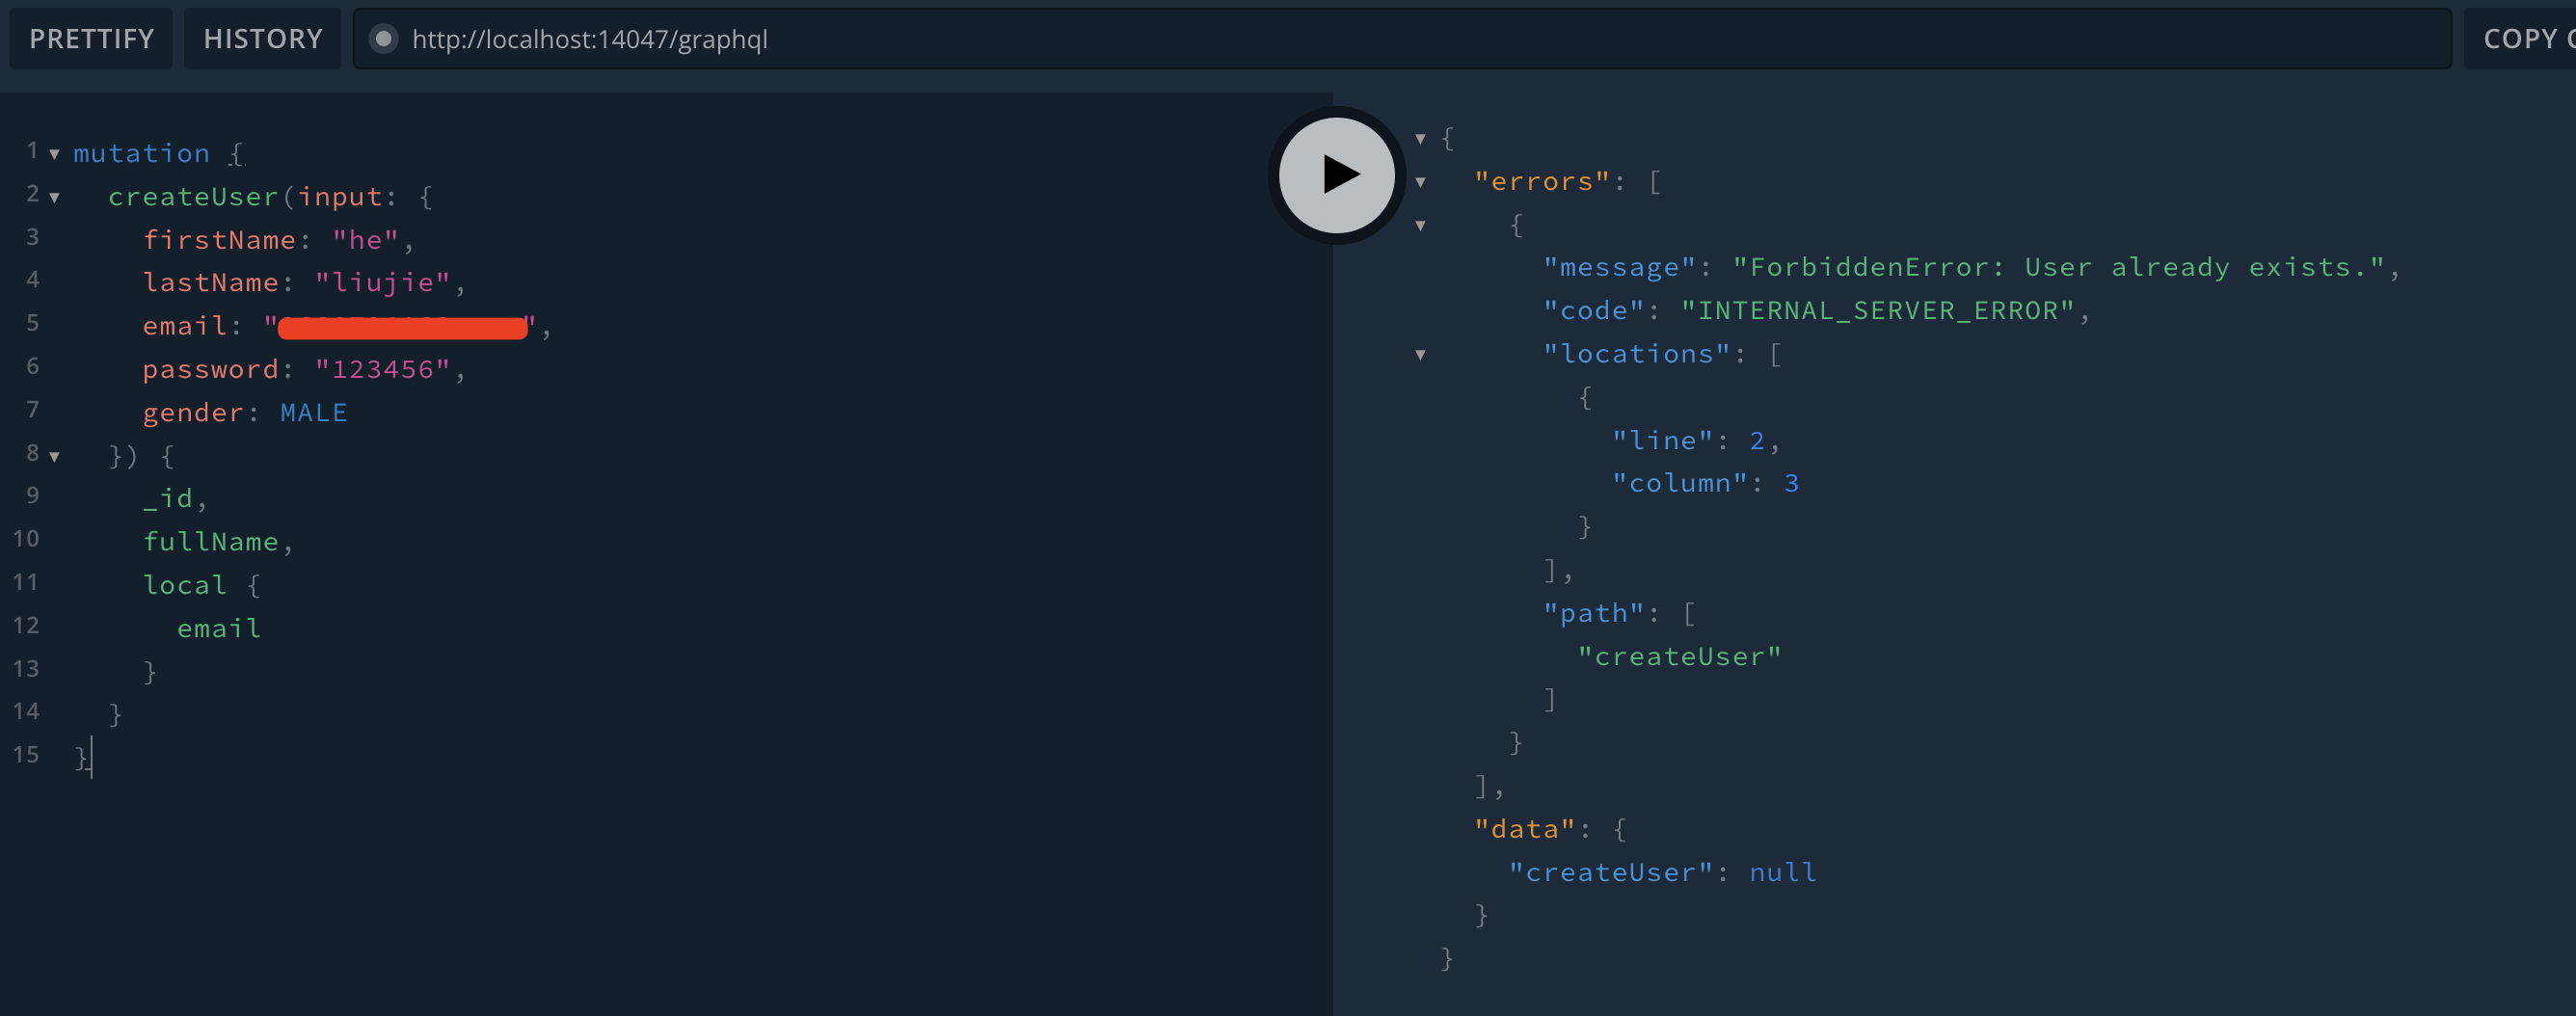 PRETTIFY HISTORY http://localhost:14047/graphql COPY
1 mutation {
2 createUser(input: {
3 firstName: "he",
4 lastName: "liujie",
5 email: "",
6 password: "123456",
7 gender: MALE
8 }) {
9 _id,
10 fullName,
11 local {
12 email
13 }
14 }
15 }
{
"errors": [
{
"message": "ForbiddenError: User already exists.",
"code": "INTERNAL_SERVER_ERROR",
"locations": [
{
"line": 2,
"column": 3
}
],
"path": [
"createUser"
]
}
],
"data": {
"createUser": null
}
}